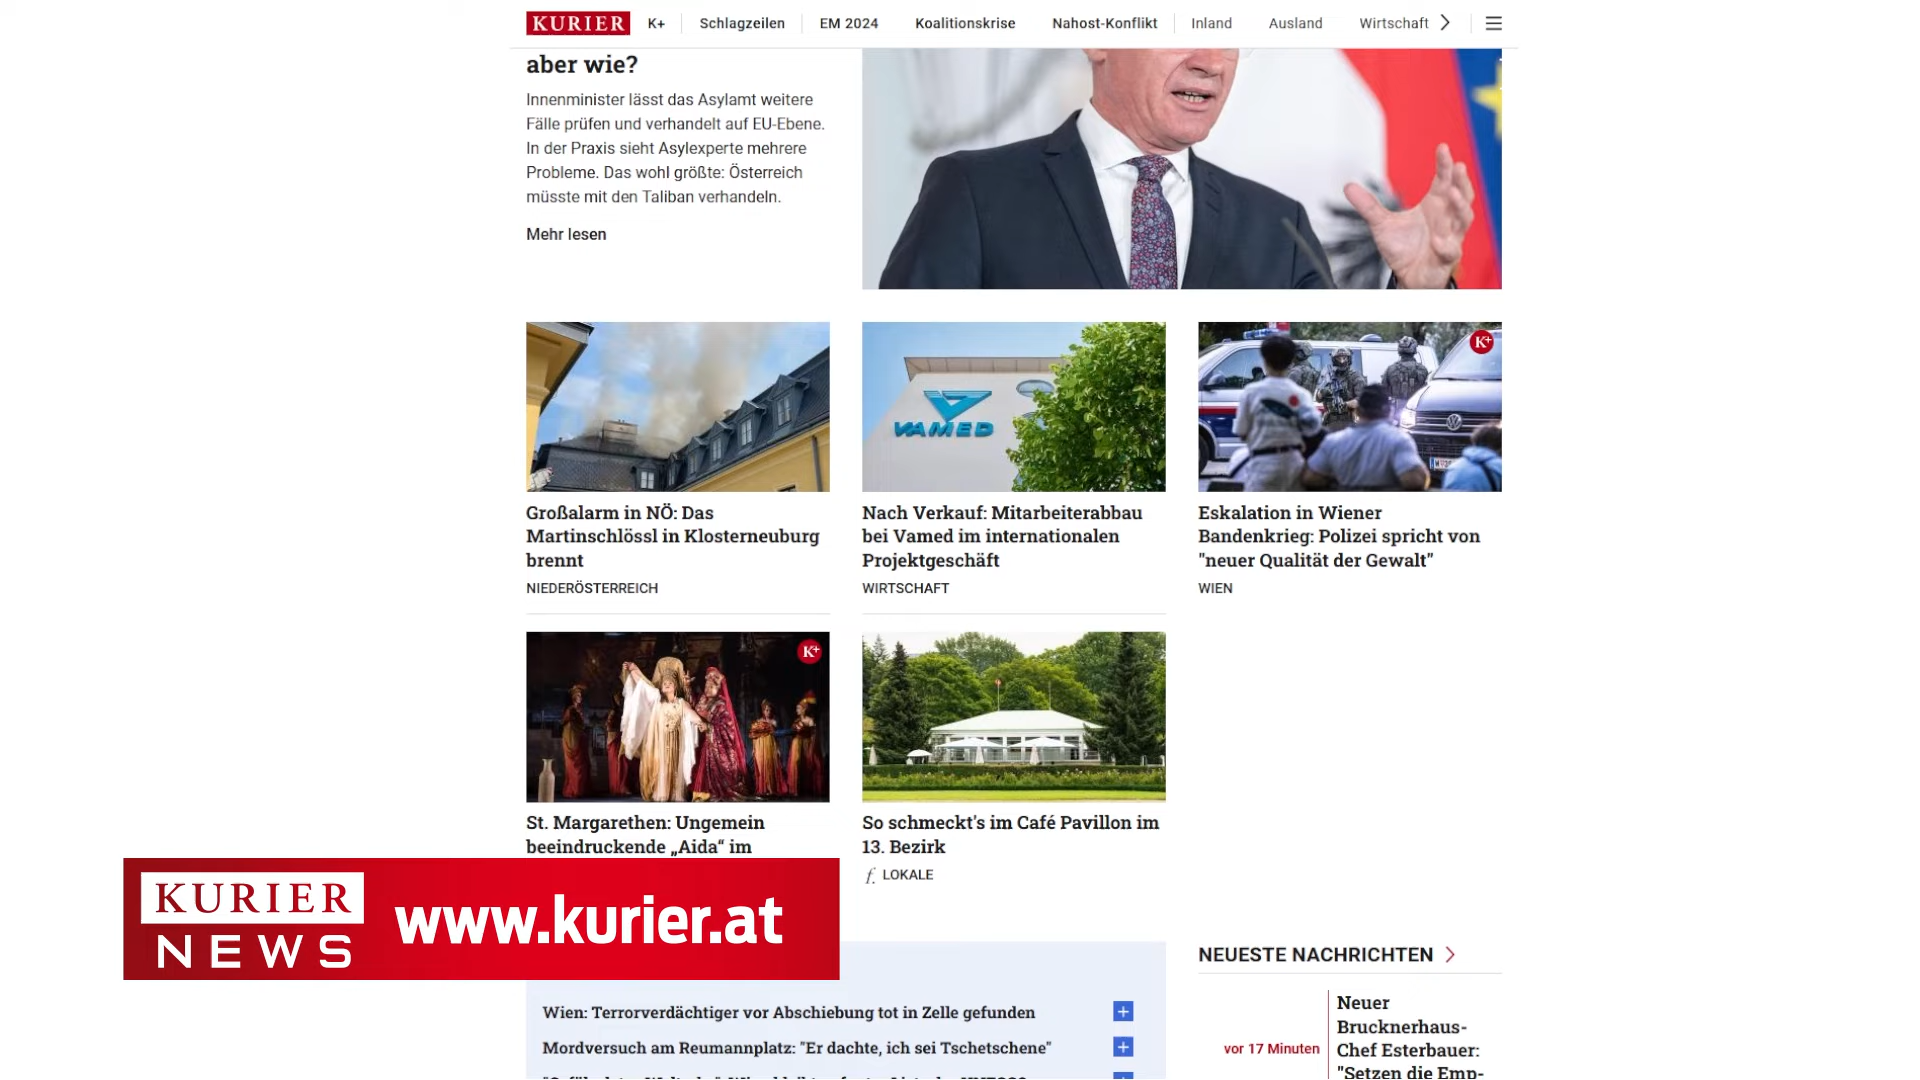 KURIER K+ Schlagzeilen EM 2024 Koalitionskrise Nahost-Konflikt Inland Ausland Wirtschaft
aber wie?
Innenminister lässt das Asylamt weitere
Fälle prüfen und verhandelt auf EU-Ebene.
In der Praxis sieht Asylexperte mehrere
Probleme. Das wohl größte: Österreich
müsste mit den Taliban verhandeln.
Mehr lesen
VAMED
K+
Großalarm in NÖ: Das
Martinschlössl in Klosterneuburg
brennt
NIEDERÖSTERREICH
Nach Verkauf: Mitarbeiterabbau
bei Vamed im internationalen
Projektgeschäft
WIRTSCHAFT
Eskalation in Wiener
Bandenkrieg: Polizei spricht von
"neuer Qualität der Gewalt"
WIEN
K+
St. Margarethen: Ungemein
beeindruckende „Aida“ im
So schmeckt's im Café Pavillon im
13. Bezirk
f. LOKALE
KURIER
NEWS
www.kurier.at
Wien: Terrorverdächtiger vor Abschiebung tot in Zelle gefunden
Mordversuch am Reumannplatz: "Er dachte, ich sei Tschetschene"
NEUESTE NACHRICHTEN
vor 17 Minuten
Neuer
Brucknerhaus-
Chef Esterbauer:
"Setzen die Emp-